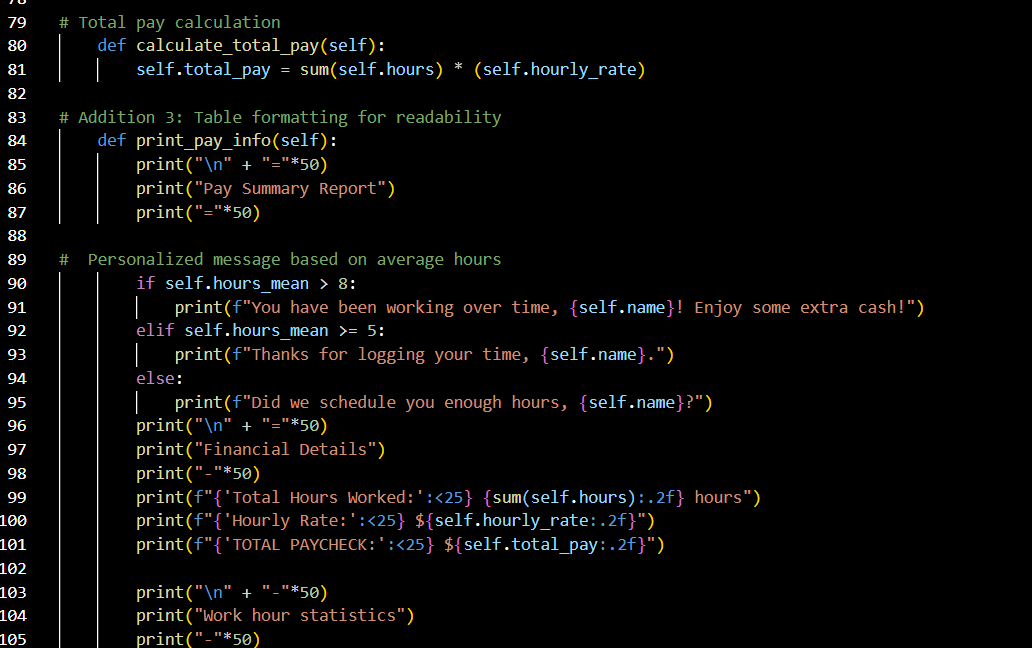 78
79 # Total pay calculation
80 def calculate_total_pay(self):
81 self.total_pay = sum(self.hours) * (self.hourly_rate)
82
83 # Addition 3: Table formatting for readability
84 def print_pay_info(self):
85 print("\n" + "="*50)
86 print("Pay Summary Report")
87 print("="*50)
88
89 #  Personalized message based on average hours
90 if self.hours_mean > 8:
91 print(f"You have been working over time, {self.name}! Enjoy some extra cash!")
92 elif self.hours_mean >= 5:
93 print(f"Thanks for logging your time, {self.name}.")
94 else:
95 print(f"Did we schedule you enough hours, {self.name}?")
96 print("\n" + "="*50)
97 print("Financial Details")
98 print("-"*50)
99 print(f"{'Total Hours Worked:':<25} {sum(self.hours):.2f} hours")
100 print(f"{'Hourly Rate:':<25} ${self.hourly_rate:.2f}")
101 print(f"{'TOTAL PAYCHECK:':<25} ${self.total_pay:.2f}")
102
103 print("\n" + "-"*50)
104 print("Work hour statistics")
105 print("-"*50)